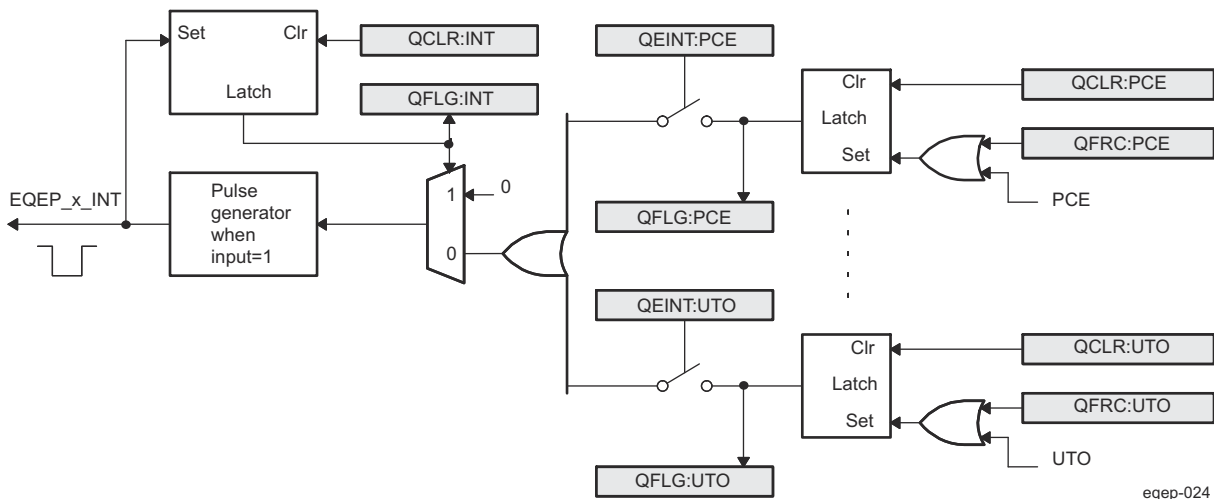 Set
Clr
Latch
QCLR:INT
QFLG:INT
EQEP_x_INT
Pulse
generator
when
input=1
1
0
0
QEINT:PCE
QFLG:PCE
Clr
Latch
Set
QCLR:PCE
QFRC:PCE
PCE
QEINT:UTO
QFLG:UTO
Clr
Latch
Set
QCLR:UTO
QFRC:UTO
UTO
eqep-024